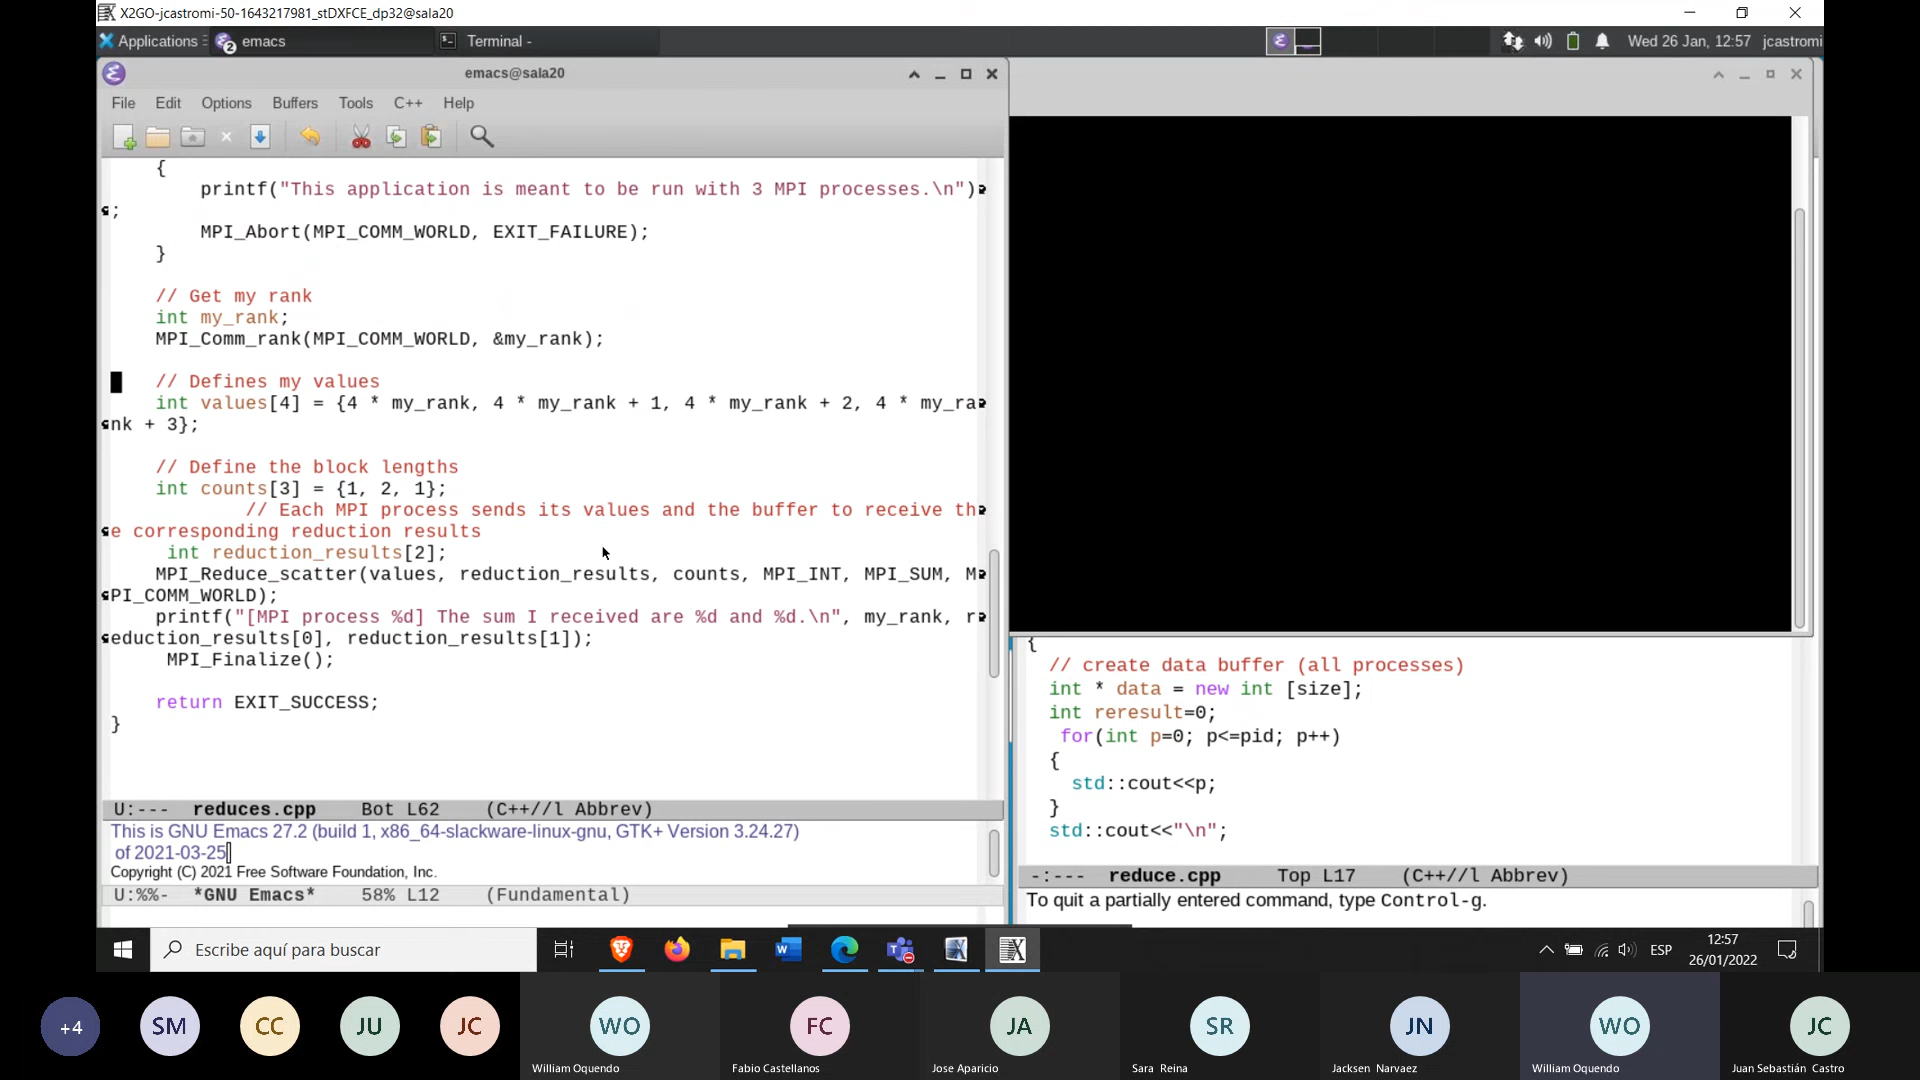 X2GO-jcastromi-50-1643217981_stDXFCE_dp32@sala20
Applications
2
emacs
Terminal -
Wed 26 Jan, 12:57
jcastromi
emacs@sala20
File Edit Options Buffers Tools C++ Help
{
printf("This application is meant to be run with 3 MPI processes.\n")
;
MPI_Abort(MPI_COMM_WORLD, EXIT_FAILURE);
}
// Get my rank
int my_rank;
MPI_Comm_rank(MPI_COMM_WORLD, &my_rank);
// Defines my values
int values[4] = {4 * my_rank, 4 * my_rank + 1, 4 * my_rank + 2, 4 * my_ra
nk + 3};
// Define the block lengths
int counts[3] = {1, 2, 1};
// Each MPI process sends its values and the buffer to receive th
e corresponding reduction results
int reduction_results[2];
MPI_Reduce_scatter(values, reduction_results, counts, MPI_INT, MPI_SUM, M
PI_COMM_WORLD);
printf("[MPI process %d] The sum I received are %d and %d.\n", my_rank, r
eduction_results[0], reduction_results[1]);
MPI_Finalize();
return EXIT_SUCCESS;
}
U:--- reduces.cpp Bot L62 (C++//l Abbrev)
This is GNU Emacs 27.2 (build 1, x86_64-slackware-linux-gnu, GTK+ Version 3.24.27)
of 2021-03-25
Copyright (C) 2021 Free Software Foundation, Inc.
U:%%- *GNU Emacs* 58% L12 (Fundamental)
{
// create data buffer (all processes)
int * data = new int [size];
int reresult=0;
for(int p=0; p<=pid; p++)
{
std::cout<<p;
}
std::cout<<"\n";
-:--- reduce.cpp Top L17 (C++//l Abbrev)
To quit a partially entered command, type Control-g.
Escribe aquí para buscar
ESP
12:57
26/01/2022
+4
SM
CC
JU
JC
WO
William Oquendo
FC
Fabio Castellanos
JA
Jose Aparicio
SR
Sara Reina
JN
Jacksen Narvaez
WO
William Oquendo
JC
Juan Sebastián Castro